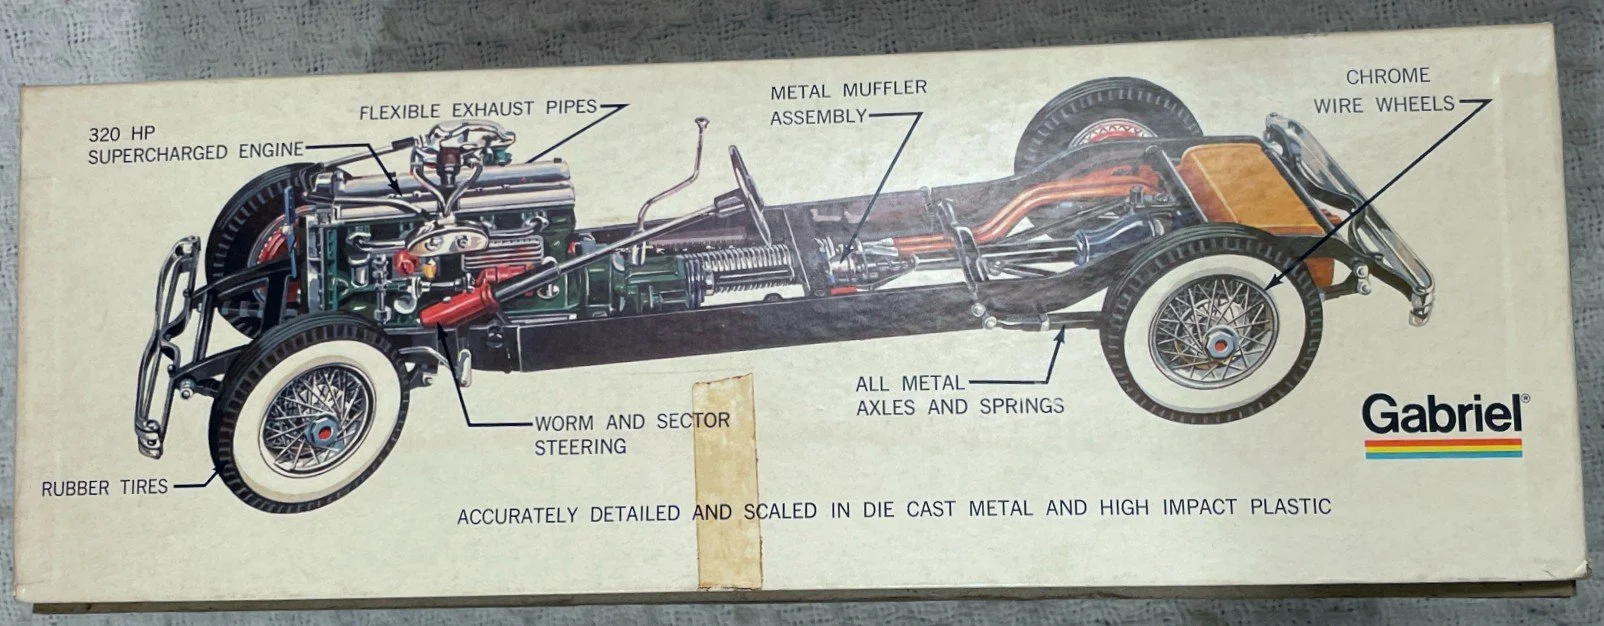 CHROME
WIRE WHEELS
METAL MUFFLER
ASSEMBLY
FLEXIBLE EXHAUST PIPES
320 HP
SUPERCHARGED ENGINE
ALL METAL
AXLES AND SPRINGS
WORM AND SECTOR
STEERING
Gabriel®
RUBBER TIRES
ACCURATELY DETAILED AND SCALED IN DIE CAST METAL AND HIGH IMPACT PLASTIC